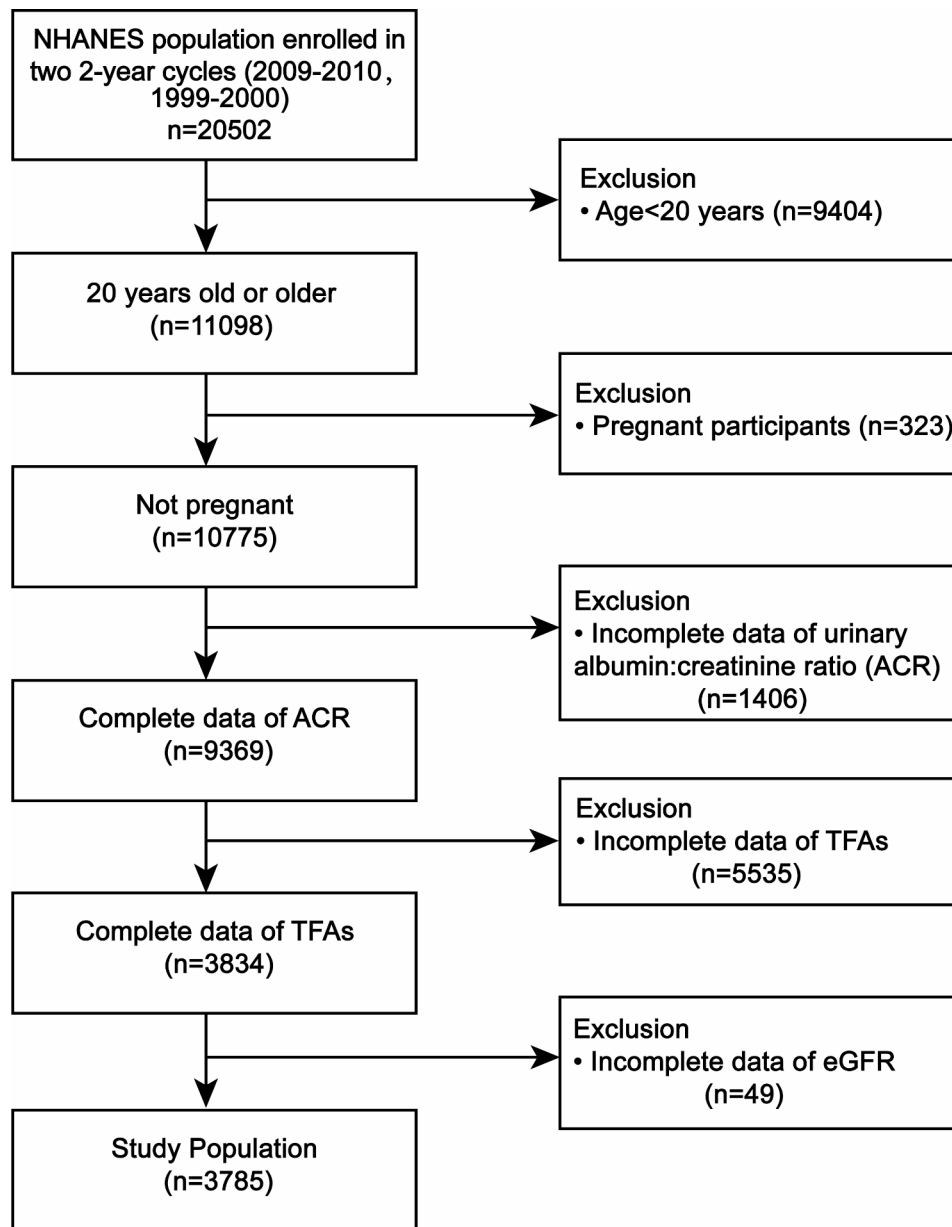 NHANES population enrolled in
two 2-year cycles (2009-2010,
1999-2000)
n=20502
Exclusion
• Age<20 years (n=9404)
20 years old or older
(n=11098)
Exclusion
• Pregnant participants (n=323)
Not pregnant
(n=10775)
Exclusion
• Incomplete data of urinary
albumin:creatinine ratio (ACR)
(n=1406)
Complete data of ACR
(n=9369)
Exclusion
• Incomplete data of TFAs
(n=5535)
Complete data of TFAs
(n=3834)
Exclusion
• Incomplete data of eGFR
(n=49)
Study Population
(n=3785)